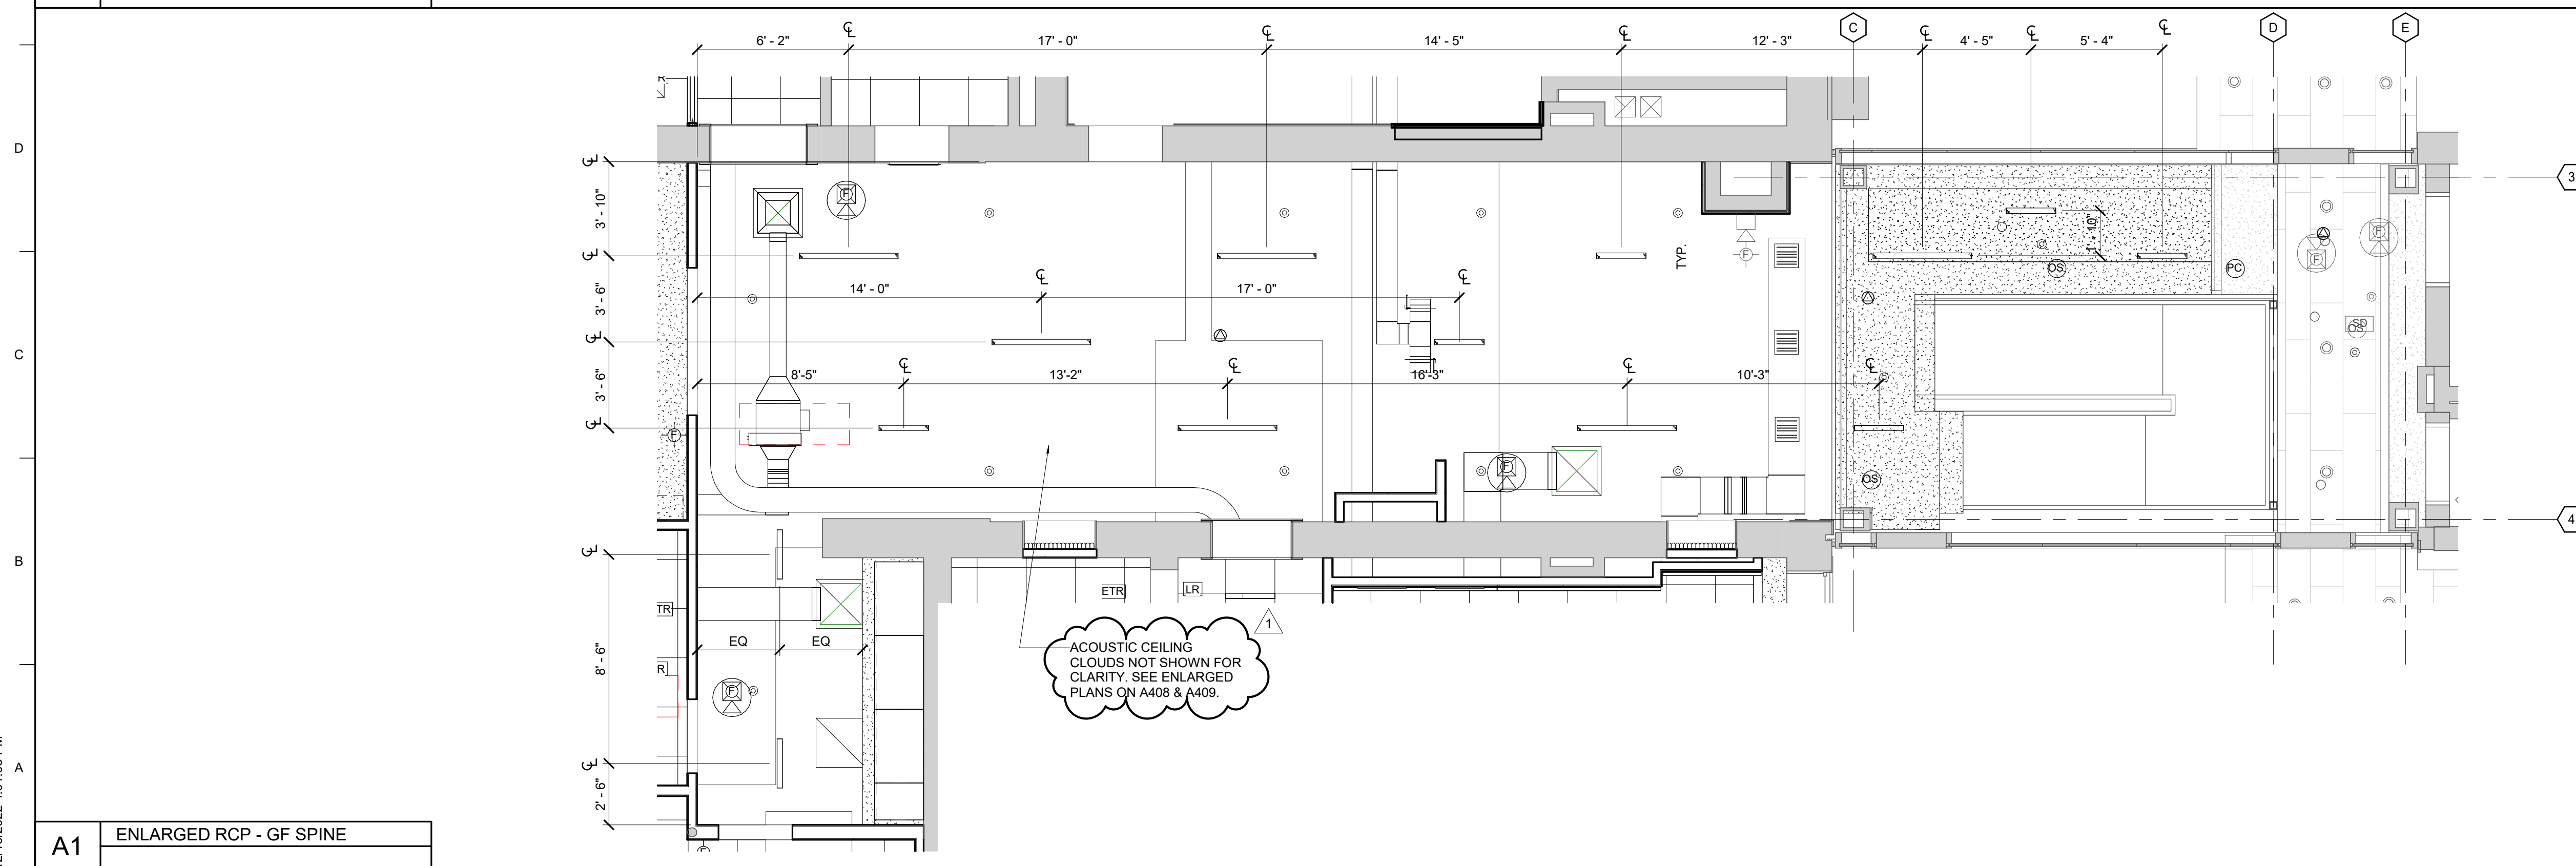 6' - 2"
17' - 0"
14' - 5"
12' - 3"
4' - 5"
5' - 4"
C
D
E
D
C
B
A
3
4
3' - 10"
3' - 6"
3' - 6"
8' - 6"
2' - 6"
F
1' - 10"
TYP.
F
OS
PC
F
F
14' - 0"
17' - 0"
SD
OS
8'-5"
13'-2"
16'-3"
10'-3"
F
F
OS
ETR
LR
TR
1
EQ
EQ
R
F
ACOUSTIC CEILING
CLOUDS NOT SHOWN FOR
CLARITY. SEE ENLARGED
PLANS ON A408 & A409.
A1
ENLARGED RCP - GF SPINE